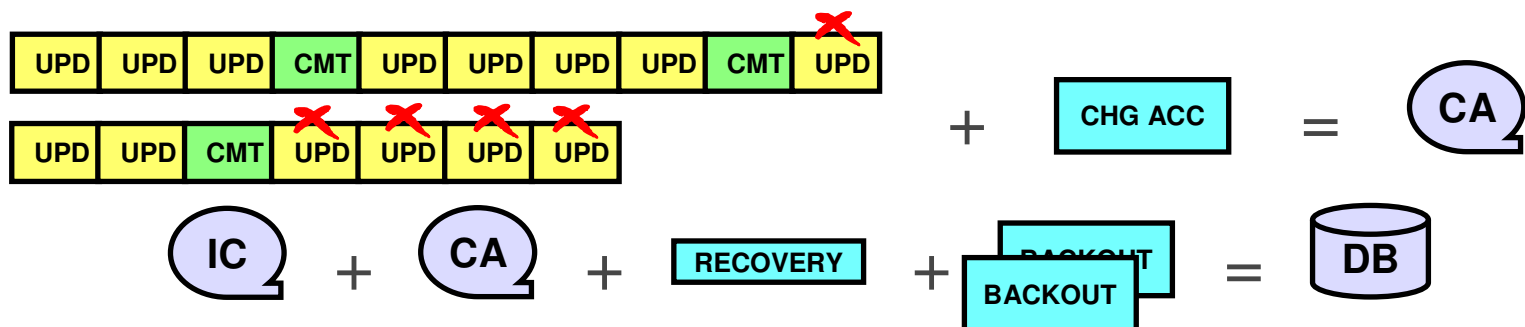 UPD UPD UPD CMT UPD UPD UPD UPD CMT UPD
+ CHG ACC = CA
UPD UPD CMT UPD UPD UPD UPD
IC + CA + RECOVERY + BACKOUT = DB
BACKOUT